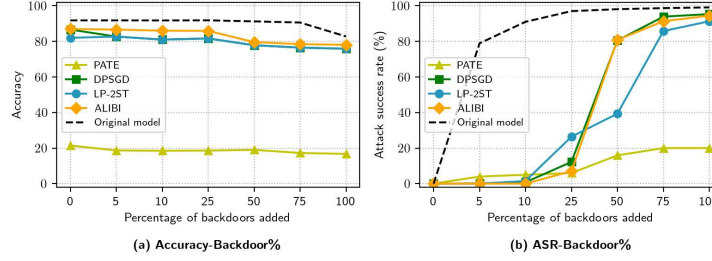 100
80
60
40
20
0
Accuracy
PATE
DPSGD
LP-2ST
ALIBI
Original model
0 5 10 25 50 75 100
Percentage of backdoors added
(a) Accuracy-Backdoor%
100
80
60
40
20
0
Attack success rate (%)
PATE
DPSGD
LP-2ST
ALIBI
Original model
0 5 10 25 50 75
Percentage of backdoors added
(b) ASR-Backdoor%